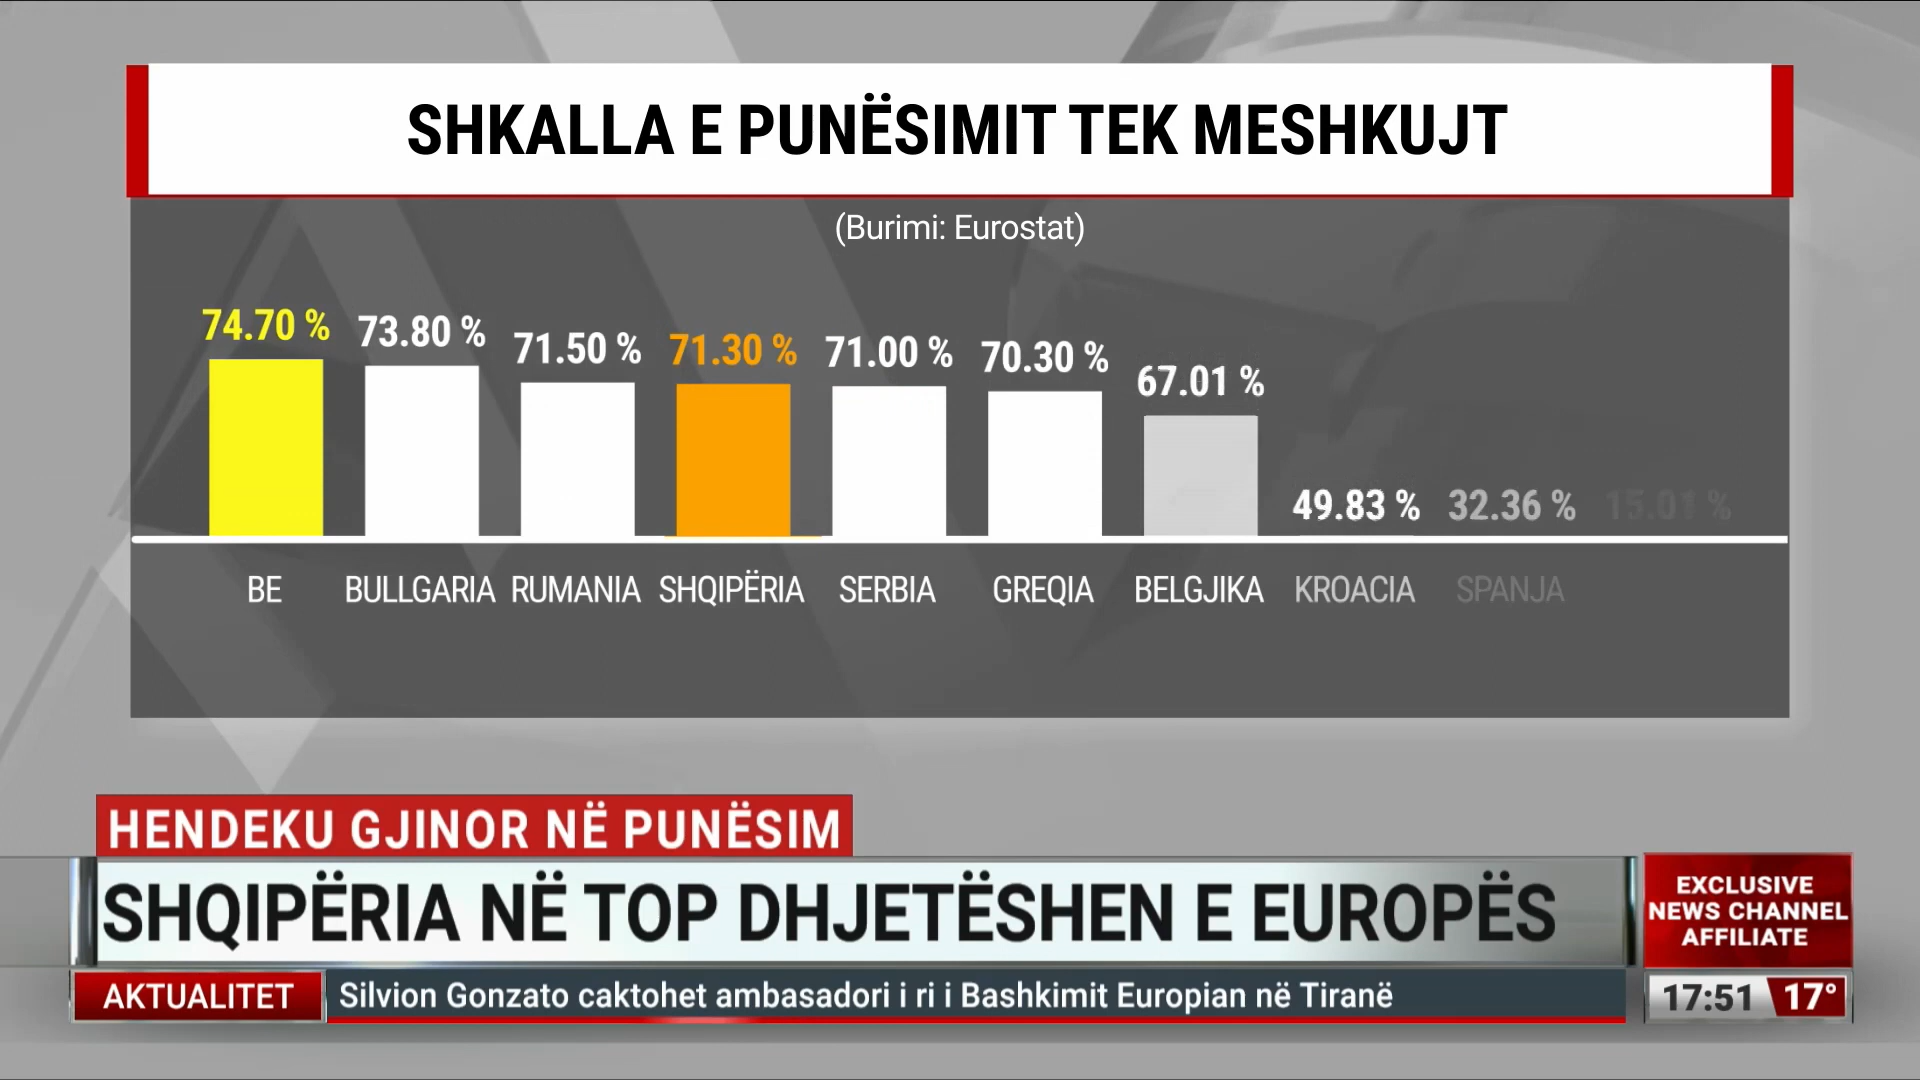 SHKALLA E PUNËSIMIT TEK MESHKUJT
(Burimi: Eurostat)
74.70 % 73.80 % 71.50 % 71.30 % 71.00 % 70.30 % 67.01 % 49.83 % 32.36 % 15.01 %
BE BULLGARIA RUMANIA SHQIPËRIA SERBIA GREQIA BELGJIKA KROACIA SPANJA
HENDEKU GJINOR NË PUNËSIM
SHQIPËRIA NË TOP DHJETËSHEN E EUROPËS
EXCLUSIVE
NEWS CHANNEL
AFFILIATE
AKTUALITET Silvion Gonzato caktohet ambasadori i ri i Bashkimit Europian në Tiranë
17:51 17°